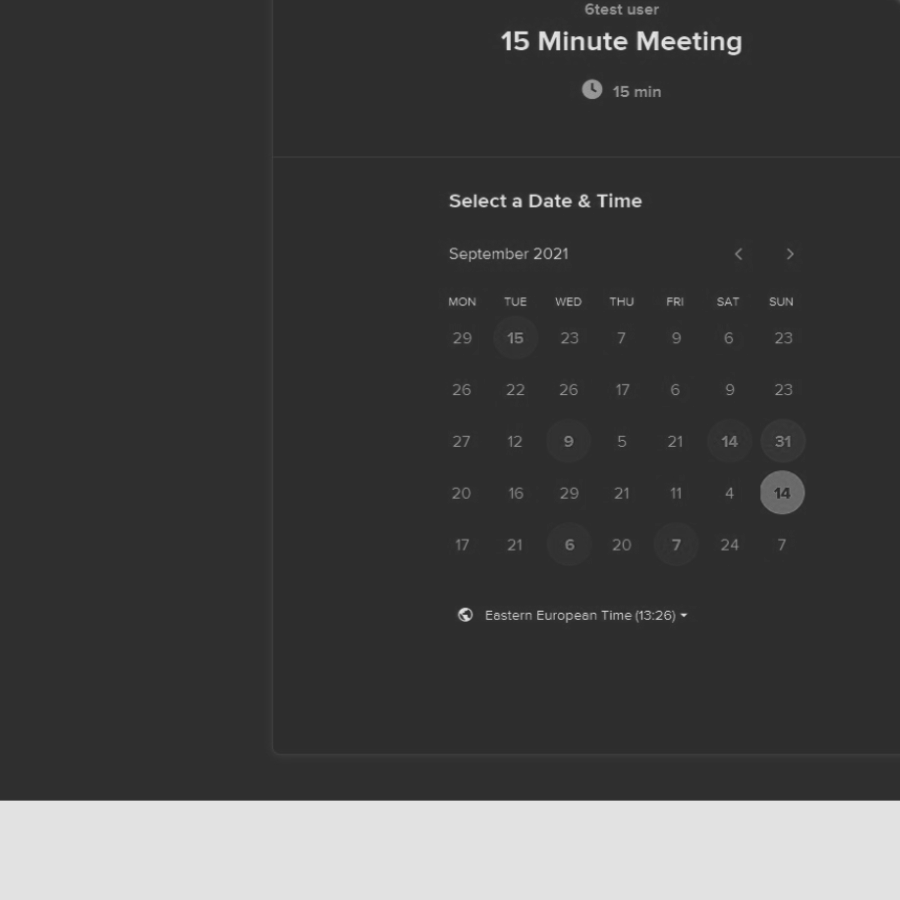 6test user
15 Minute Meeting
15 min
Select a Date & Time
September 2021
MON TUE WED THU FRI SAT SUN
29 15 23 7 9 6 23
26 22 26 17 6 9 23
27 12 9 5 21 14 31
20 16 29 21 11 4 14
17 21 6 20 7 24 7
Eastern European Time (13:26)